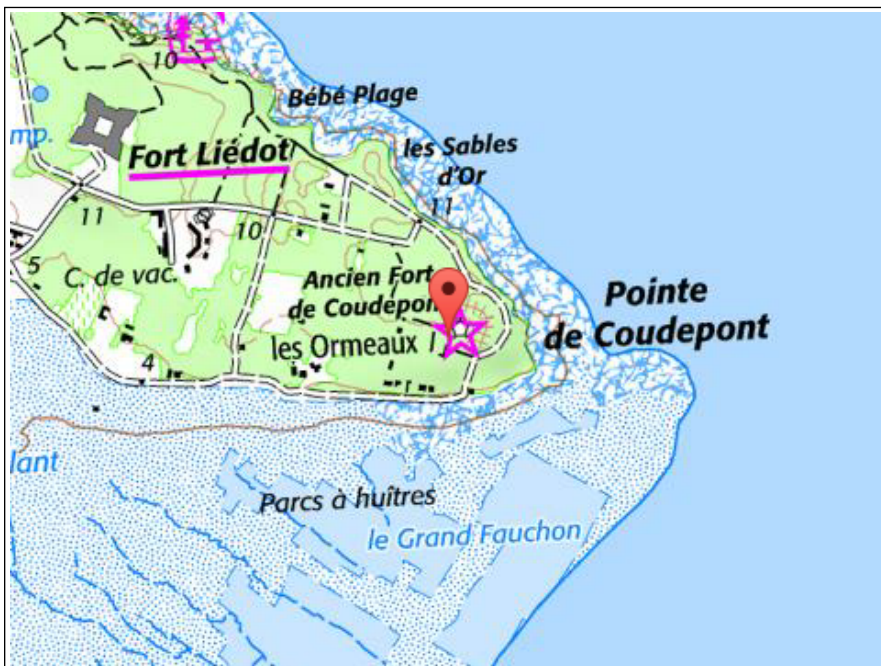 10
Bébé Plage
mp.
Fort Liédot
les Sables
d'Or
11
11
10
5
C. de vac.
Ancien Fort
de Coudepon
Pointe
de Coudepont
les Ormeaux
4
lant
Parcs à huîtres
le Grand Fauchon